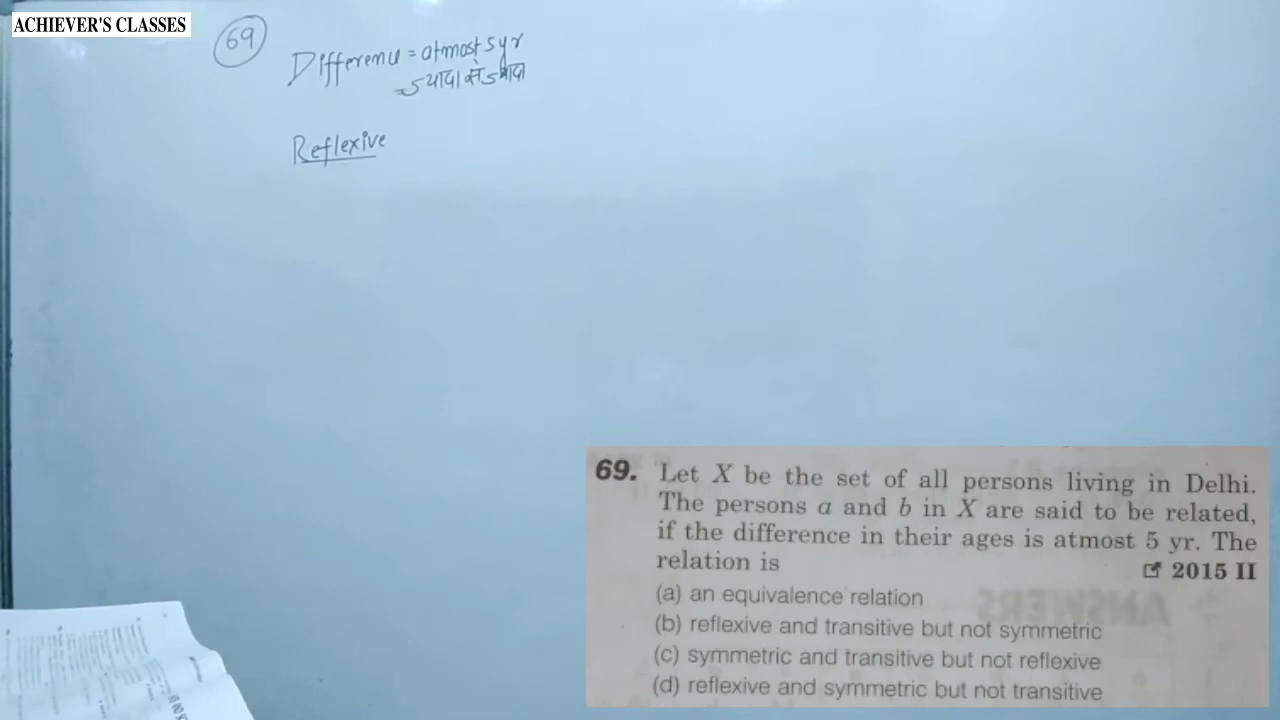 ACHIEVER'S CLASSES
69
Difference = atmost 5 yr
= ज्यादा से ज्यादा
Reflexive
69. Let X be the set of all persons living in Delhi.
The persons a and b in X are said to be related,
if the difference in their ages is atmost 5 yr. The
relation is 2015 II
(a) an equivalence relation
(b) reflexive and transitive but not symmetric
(c) symmetric and transitive but not reflexive
(d) reflexive and symmetric but not transitive